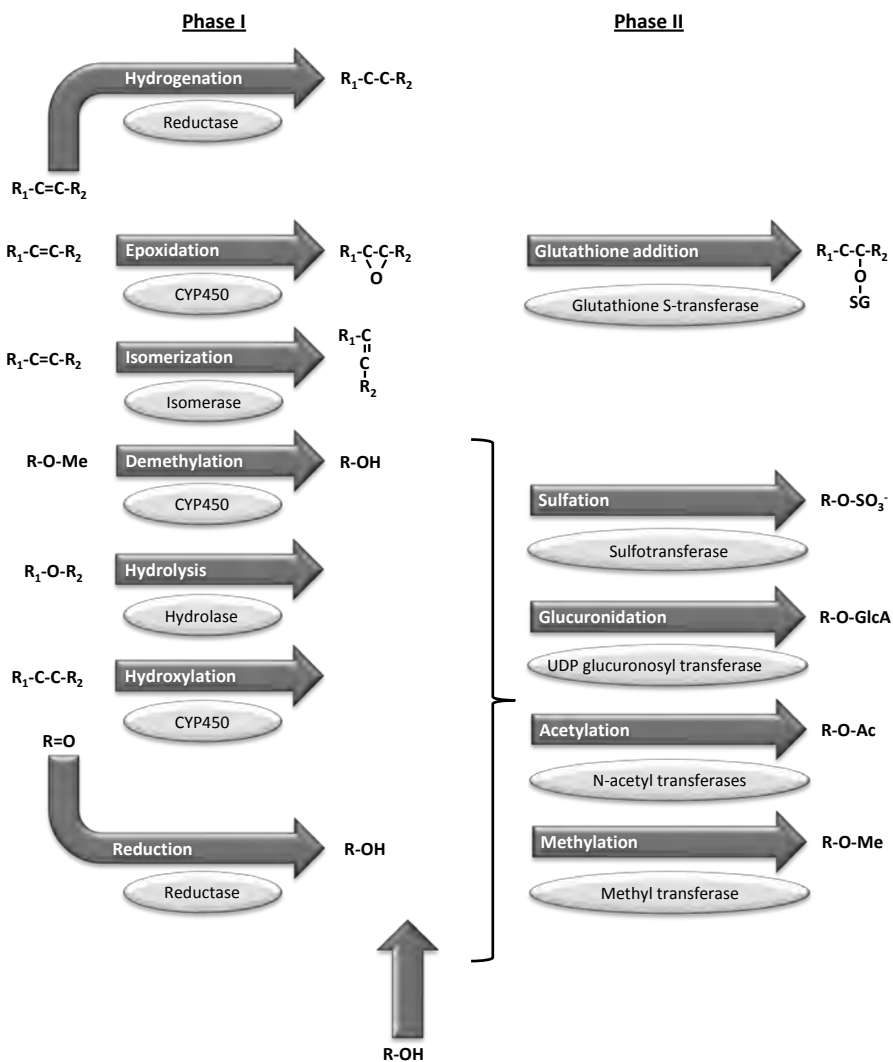 Phase I
Phase II
Hydrogenation
R₁-C-C-R₂
Reductase
R₁-C=C-R₂
R₁-C=C-R₂
Epoxidation
R₁-C-C-R₂
O
CYP450
Glutathione addition
R₁-C-C-R₂
O
SG
Glutathione S-transferase
R₁-C=C-R₂
Isomerization
R₁-C
C
R₂
Isomerase
R-O-Me
Demethylation
R-OH
CYP450
Sulfation
R-O-SO₃⁻
Sulfotransferase
R₁-O-R₂
Hydrolysis
Hydrolase
Glucuronidation
R-O-GlcA
UDP glucuronosyl transferase
R₁-C-C-R₂
Hydroxylation
CYP450
Acetylation
R-O-Ac
N-acetyl transferases
R=O
Reduction
R-OH
Reductase
Methylation
R-O-Me
Methyl transferase
R-OH